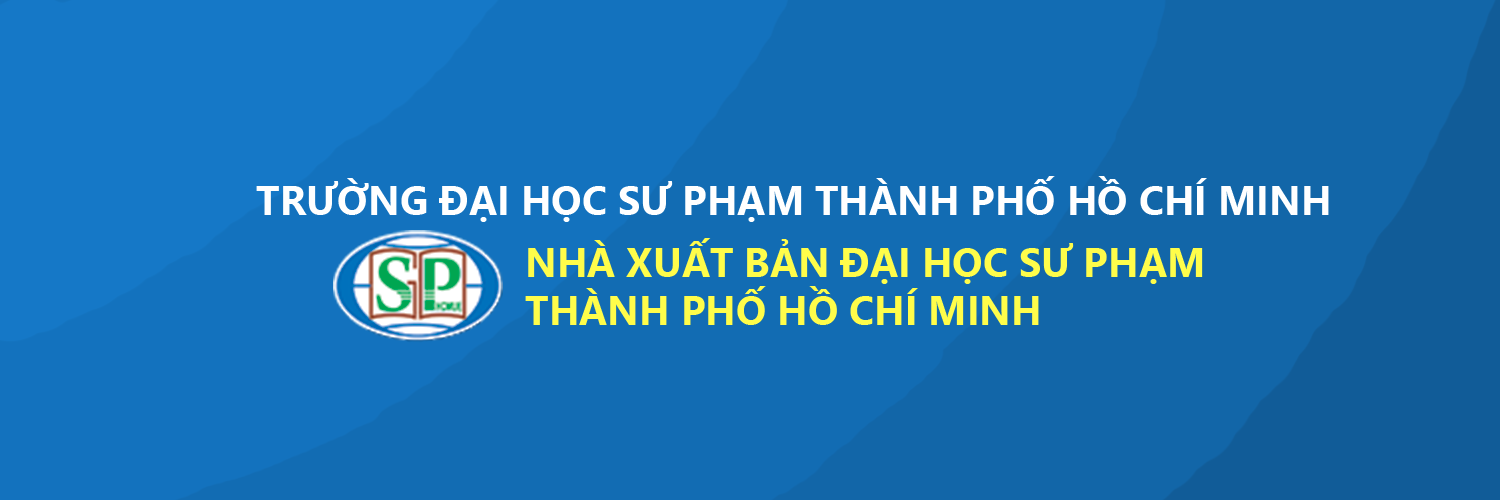 TRƯỜNG ĐẠI HỌC SƯ PHẠM THÀNH PHỐ HỒ CHÍ MINH
SP
NHÀ XUẤT BẢN ĐẠI HỌC SƯ PHẠM
THÀNH PHỐ HỒ CHÍ MINH